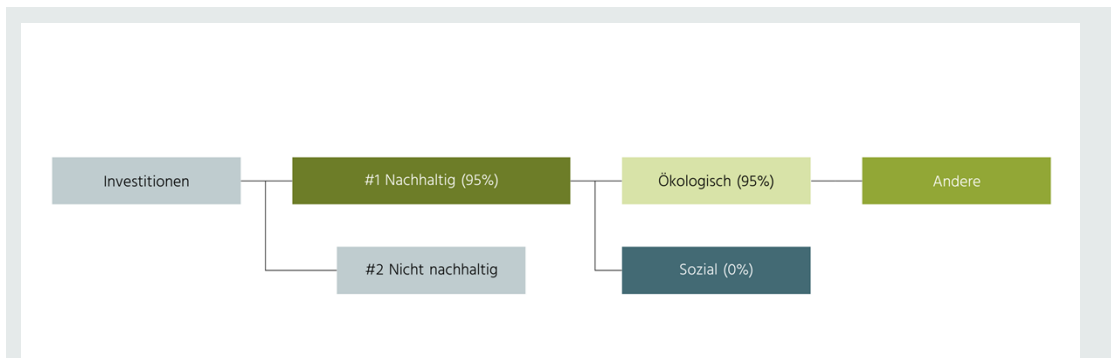 Investitionen
#1 Nachhaltig (95%)
Ökologisch (95%)
Andere
#2 Nicht nachhaltig
Sozial (0%)